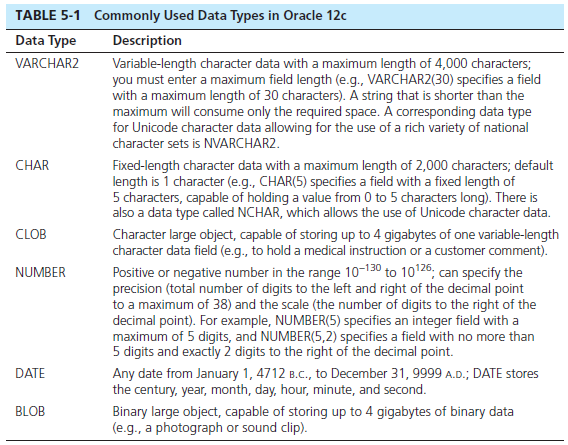 TABLE 5-1 Commonly Used Data Types in Oracle 12c
Data Type Description
VARCHAR2 Variable-length character data with a maximum length of 4,000 characters;
you must enter a maximum field length (e.g., VARCHAR2(30) specifies a field
with a maximum length of 30 characters). A string that is shorter than the
maximum will consume only the required space. A corresponding data type
for Unicode character data allowing for the use of a rich variety of national
character sets is NVARCHAR2.
CHAR Fixed-length character data with a maximum length of 2,000 characters; default
length is 1 character (e.g., CHAR(5) specifies a field with a fixed length of
5 characters, capable of holding a value from 0 to 5 characters long). There is
also a data type called NCHAR, which allows the use of Unicode character data.
CLOB Character large object, capable of storing up to 4 gigabytes of one variable-length
character data field (e.g., to hold a medical instruction or a customer comment).
NUMBER Positive or negative number in the range 10⁻¹³⁰ to 10¹²⁶; can specify the
precision (total number of digits to the left and right of the decimal point
to a maximum of 38) and the scale (the number of digits to the right of the
decimal point). For example, NUMBER(5) specifies an integer field with a
maximum of 5 digits, and NUMBER(5,2) specifies a field with no more than
5 digits and exactly 2 digits to the right of the decimal point.
DATE Any date from January 1, 4712 B.C., to December 31, 9999 A.D.; DATE stores
the century, year, month, day, hour, minute, and second.
BLOB Binary large object, capable of storing up to 4 gigabytes of binary data
(e.g., a photograph or sound clip).